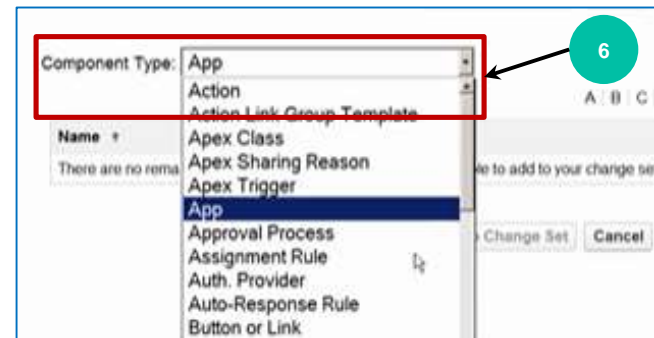 6
Component Type: App
Action
A B C
Action Link Group Template
Name ↑
Apex Class
There are no rema
Apex Sharing Reason
le to add to your change se
Apex Trigger
App
Approval Process
Change Set Cancel
Assignment Rule
Auth. Provider
Auto-Response Rule
Button or Link